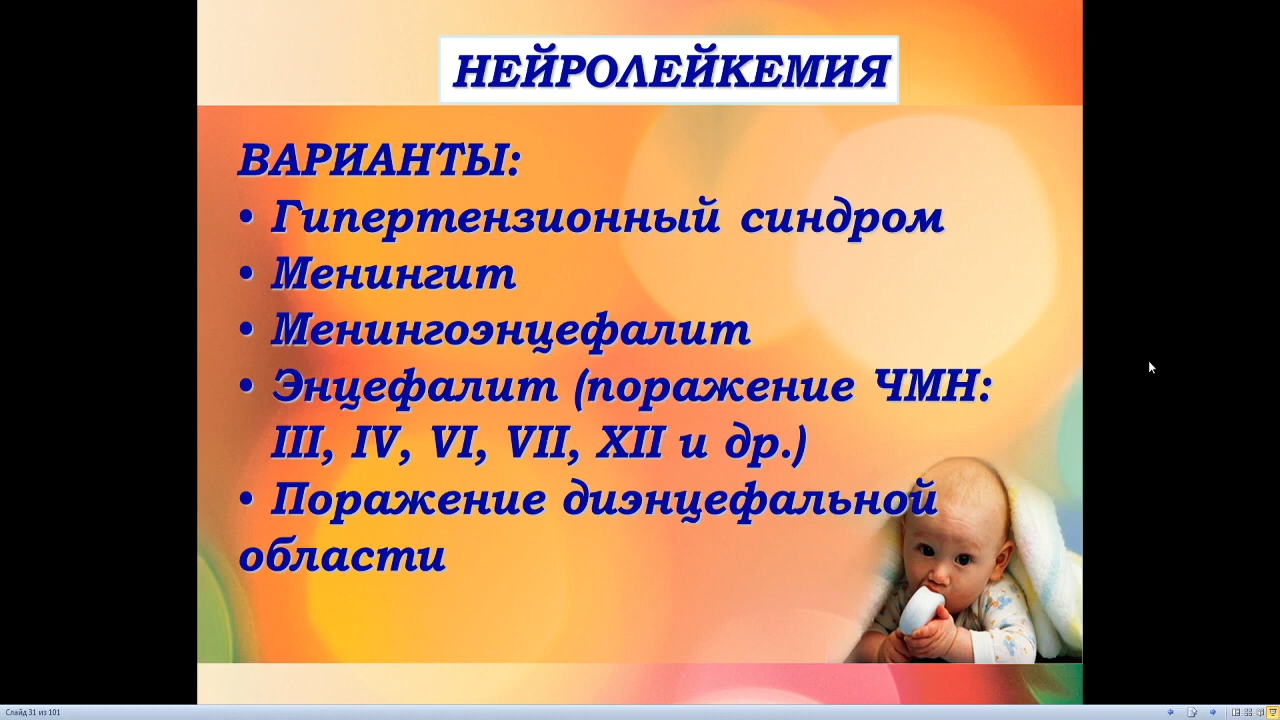 НЕЙРОЛЕЙКЕМИЯ
ВАРИАНТЫ:
• Гипертензионный синдром
• Менингит
• Менингоэнцефалит
• Энцефалит (поражение ЧМН:
III, IV, VI, VII, XII и др.)
• Поражение диэнцефальной
области
Слайд 31 из 101